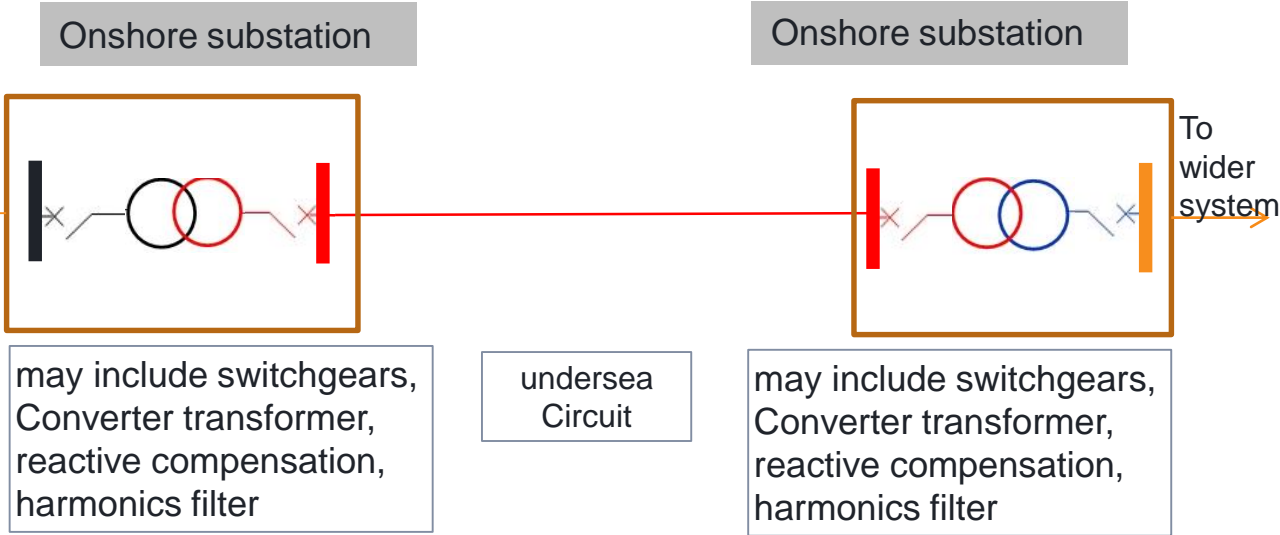 Onshore substation
Onshore substation
To
wider
system
may include switchgears,
Converter transformer,
reactive compensation,
harmonics filter
undersea
Circuit
may include switchgears,
Converter transformer,
reactive compensation,
harmonics filter